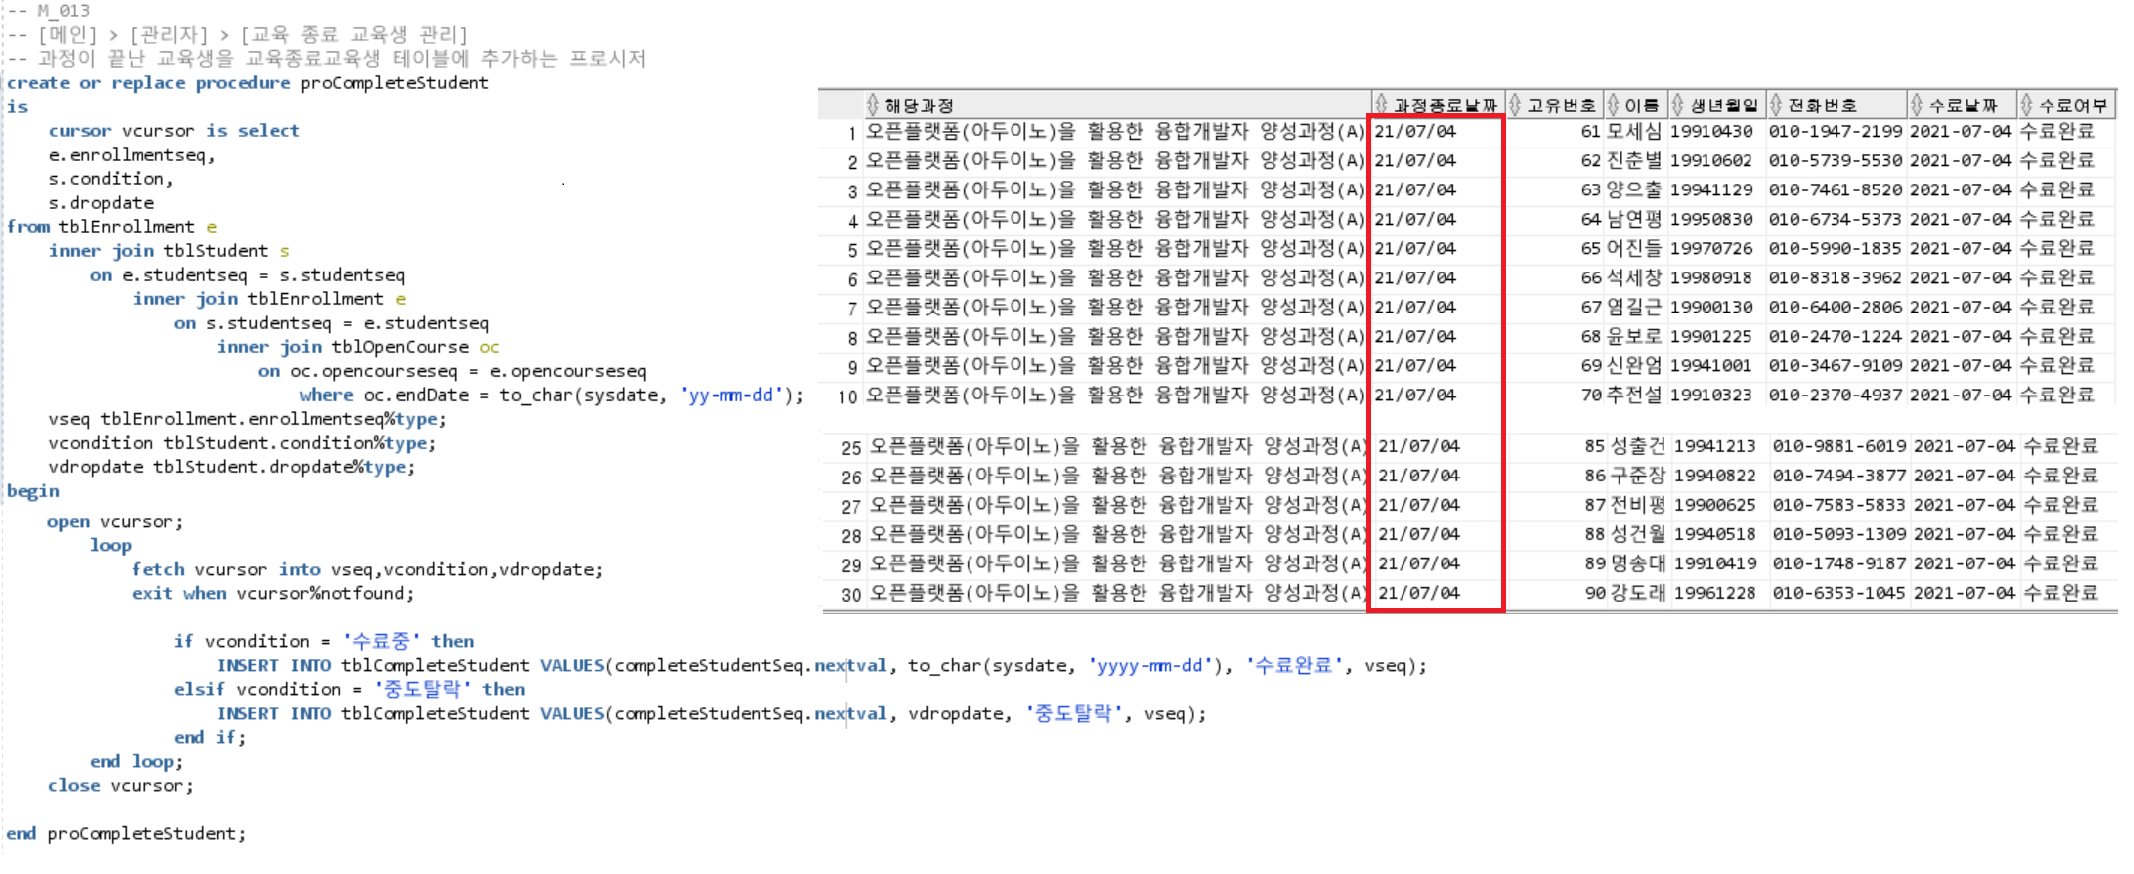 -- M_013
-- [메인] > [관리자] > [교육 종료 교육생 관리]
-- 과정이 끝난 교육생을 교육종료교육생 테이블에 추가하는 프로시저
create or replace procedure proCompleteStudent
is
cursor vcursor is select
e.enrollmentseq,
s.condition,
s.dropdate
from tblEnrollment e
inner join tblStudent s
on e.studentseq = s.studentseq
inner join tblEnrollment e
on s.studentseq = e.studentseq
inner join tblOpenCourse oc
on oc.opencourseseq = e.opencourseseq
where oc.endDate = to_char(sysdate, 'yy-mm-dd');
vseq tblEnrollment.enrollmentseq%type;
vcondition tblStudent.condition%type;
vdropdate tblStudent.dropdate%type;
begin
open vcursor;
loop
fetch vcursor into vseq,vcondition,vdropdate;
exit when vcursor%notfound;
if vcondition = '수료중' then
INSERT INTO tblCompleteStudent VALUES(completeStudentSeq.nextval, to_char(sysdate, 'yyyy-mm-dd'), '수료완료', vseq);
elsif vcondition = '중도탈락' then
INSERT INTO tblCompleteStudent VALUES(completeStudentSeq.nextval, vdropdate, '중도탈락', vseq);
end if;
end loop;
close vcursor;
end proCompleteStudent;
해당과정 과정종료날짜 고유번호 이름 생년월일 전화번호 수료날짜 수료여부
1 오픈플랫폼(아두이노)을 활용한 융합개발자 양성과정(A) 21/07/04 61 모세심 19910430 010-1947-2199 2021-07-04 수료완료
2 오픈플랫폼(아두이노)을 활용한 융합개발자 양성과정(A) 21/07/04 62 진춘별 19910602 010-5739-5530 2021-07-04 수료완료
3 오픈플랫폼(아두이노)을 활용한 융합개발자 양성과정(A) 21/07/04 63 양으출 19941129 010-7461-8520 2021-07-04 수료완료
4 오픈플랫폼(아두이노)을 활용한 융합개발자 양성과정(A) 21/07/04 64 남연평 19950830 010-6734-5373 2021-07-04 수료완료
5 오픈플랫폼(아두이노)을 활용한 융합개발자 양성과정(A) 21/07/04 65 어진들 19970726 010-5990-1835 2021-07-04 수료완료
6 오픈플랫폼(아두이노)을 활용한 융합개발자 양성과정(A) 21/07/04 66 석세창 19980918 010-8318-3962 2021-07-04 수료완료
7 오픈플랫폼(아두이노)을 활용한 융합개발자 양성과정(A) 21/07/04 67 염길근 19900130 010-6400-2806 2021-07-04 수료완료
8 오픈플랫폼(아두이노)을 활용한 융합개발자 양성과정(A) 21/07/04 68 윤보로 19901225 010-2470-1224 2021-07-04 수료완료
9 오픈플랫폼(아두이노)을 활용한 융합개발자 양성과정(A) 21/07/04 69 신완엄 19941001 010-3467-9109 2021-07-04 수료완료
10 오픈플랫폼(아두이노)을 활용한 융합개발자 양성과정(A) 21/07/04 70 추전설 19910323 010-2370-4937 2021-07-04 수료완료
25 오픈플랫폼(아두이노)을 활용한 융합개발자 양성과정(A) 21/07/04 85 성출건 19941213 010-9881-6019 2021-07-04 수료완료
26 오픈플랫폼(아두이노)을 활용한 융합개발자 양성과정(A) 21/07/04 86 구준장 19940822 010-7494-3877 2021-07-04 수료완료
27 오픈플랫폼(아두이노)을 활용한 융합개발자 양성과정(A) 21/07/04 87 전비평 19900625 010-7583-5833 2021-07-04 수료완료
28 오픈플랫폼(아두이노)을 활용한 융합개발자 양성과정(A) 21/07/04 88 성건월 19940518 010-5093-1309 2021-07-04 수료완료
29 오픈플랫폼(아두이노)을 활용한 융합개발자 양성과정(A) 21/07/04 89 명송대 19910419 010-1748-9187 2021-07-04 수료완료
30 오픈플랫폼(아두이노)을 활용한 융합개발자 양성과정(A) 21/07/04 90 강도래 19961228 010-6353-1045 2021-07-04 수료완료